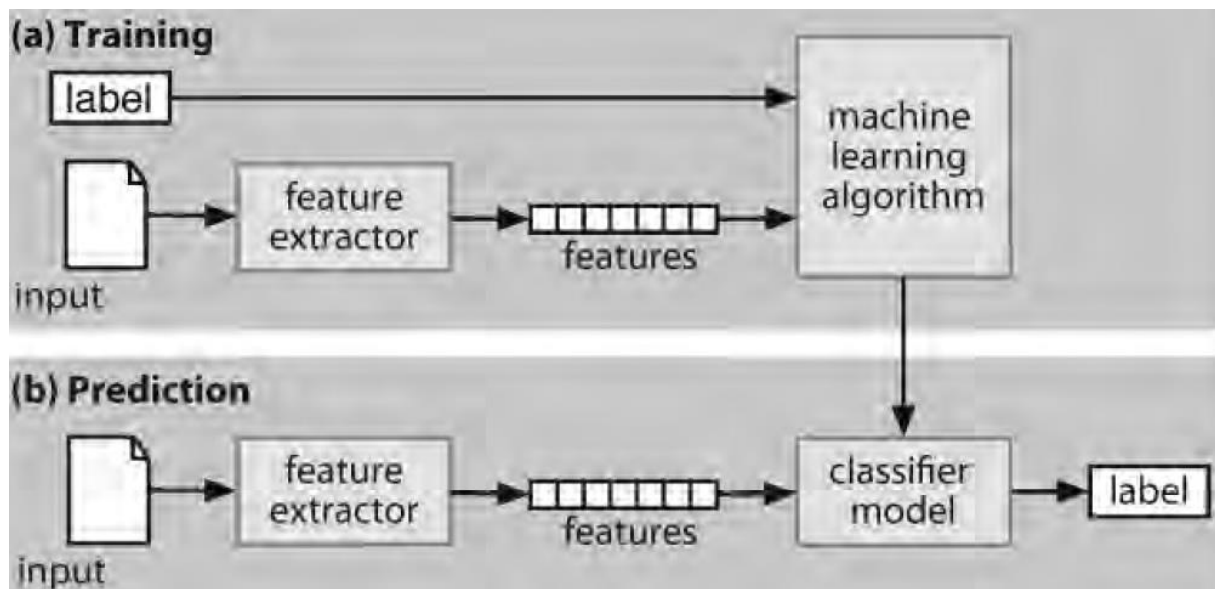 (a) Training
label
machine
learning
algorithm
feature
extractor
features
input
(b) Prediction
feature
extractor
features
classifier
model
label
input